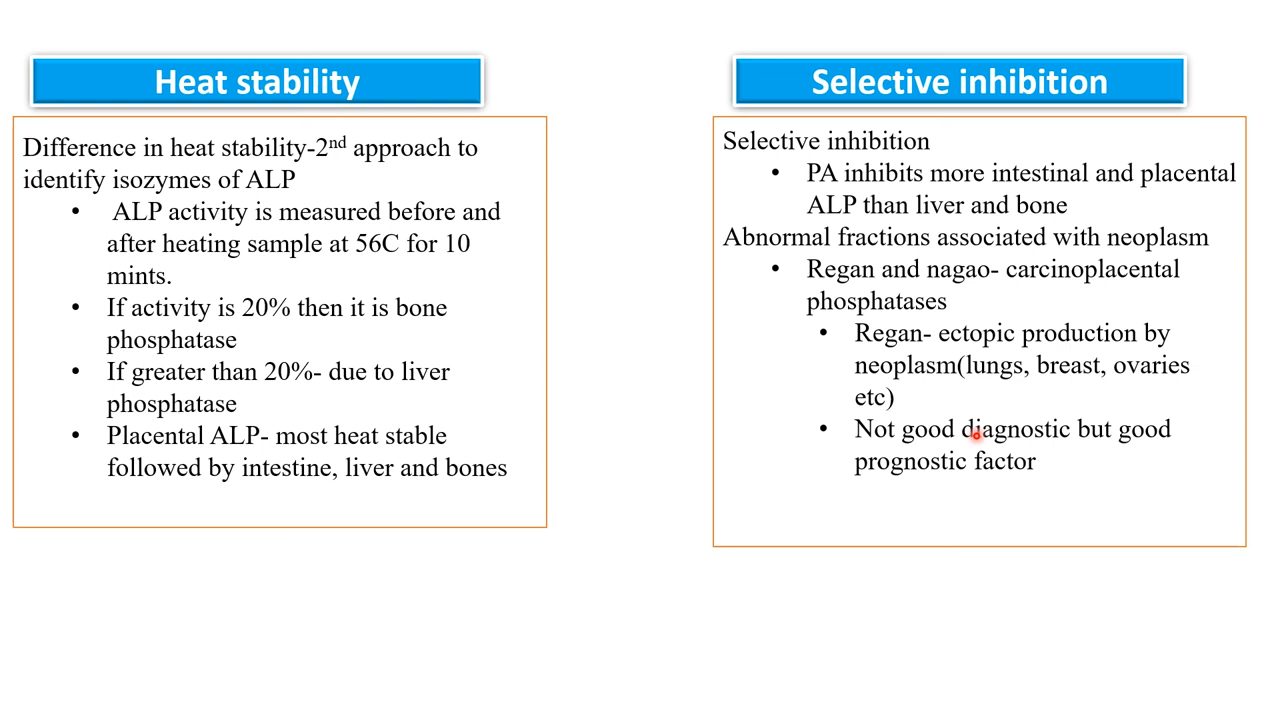 Heat stability
Difference in heat stability-2nd approach to
identify isozymes of ALP
• ALP activity is measured before and
after heating sample at 56C for 10
mints.
• If activity is 20% then it is bone
phosphatase
• If greater than 20%- due to liver
phosphatase
• Placental ALP- most heat stable
followed by intestine, liver and bones
Selective inhibition
Selective inhibition
• PA inhibits more intestinal and placental
ALP than liver and bone
Abnormal fractions associated with neoplasm
• Regan and nagao- carcinoplacental
phosphatases
• Regan- ectopic production by
neoplasm(lungs, breast, ovaries
etc)
• Not good diagnostic but good
prognostic factor